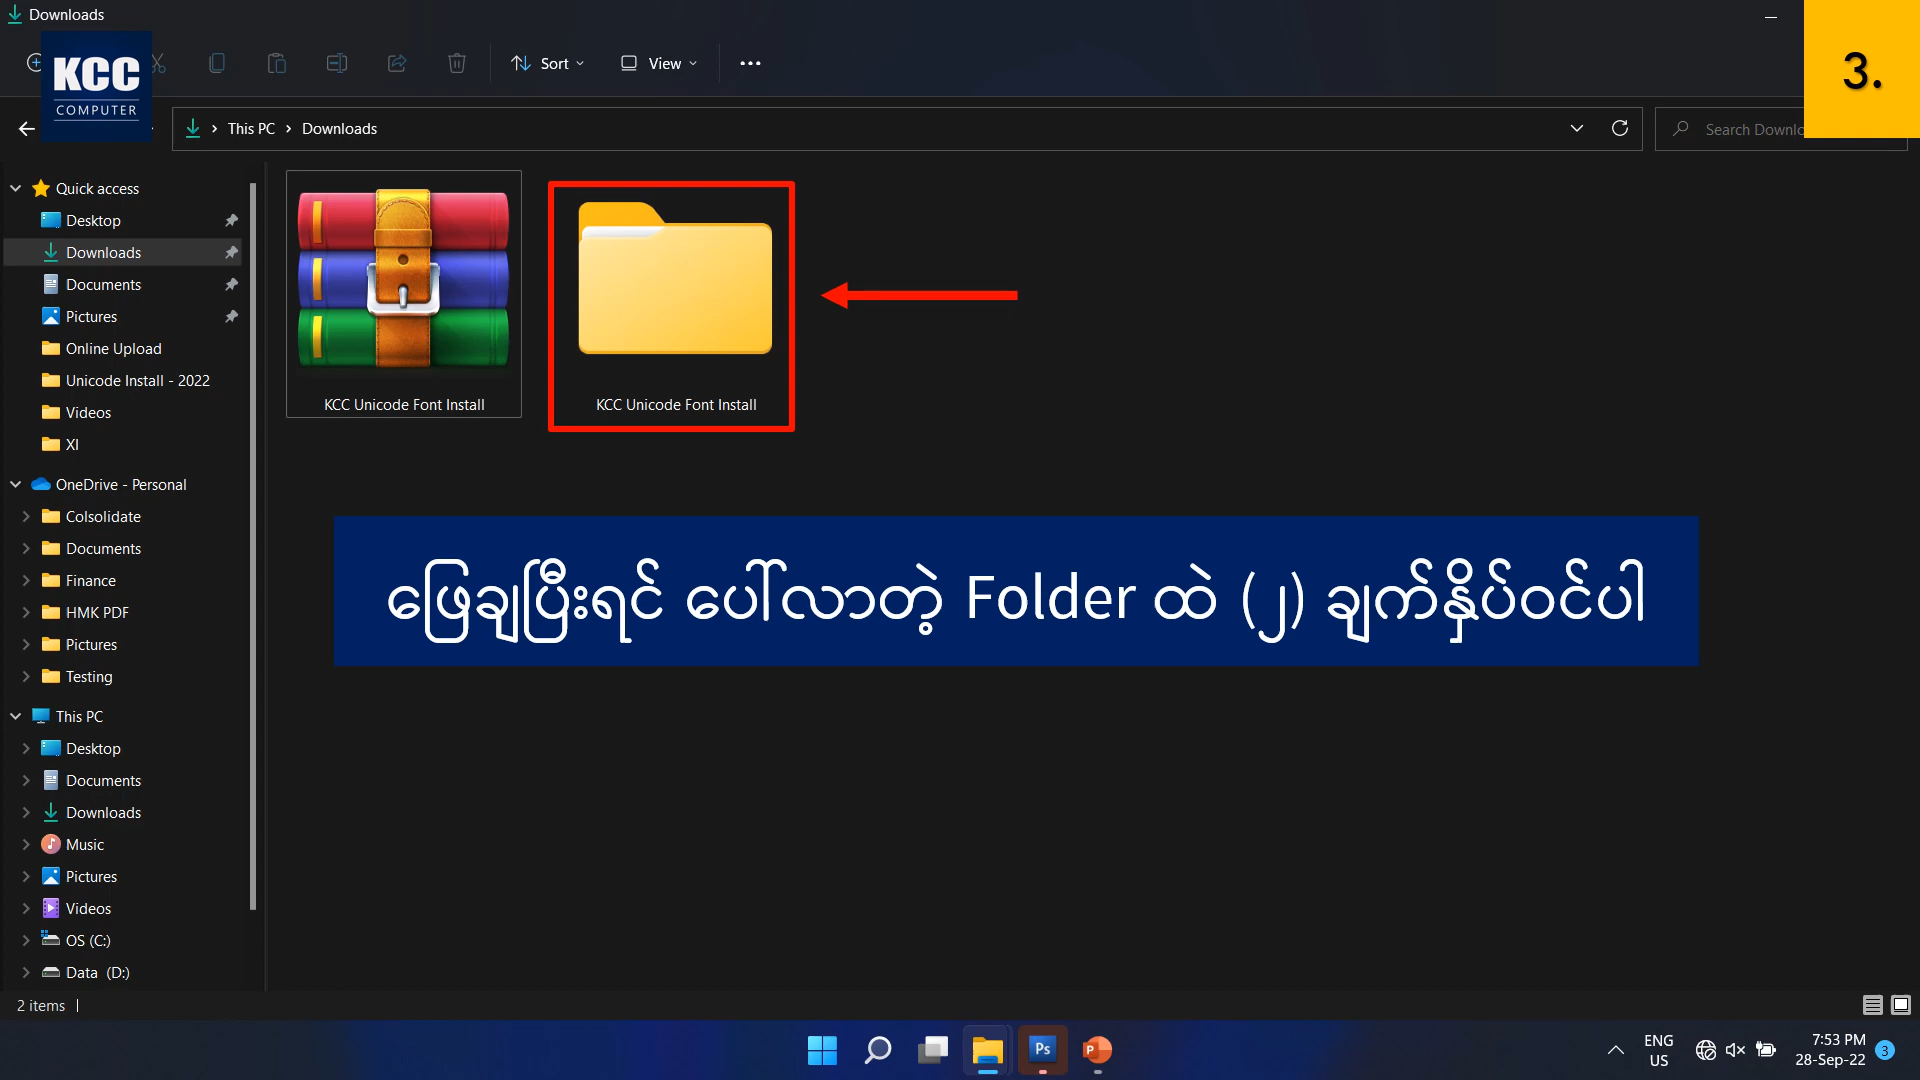 Downloads
KCC
COMPUTER
Sort
View
3.
This PC
Downloads
Search Downlo
Quick access
Desktop
Downloads
Documents
Pictures
Online Upload
Unicode Install - 2022
Videos
XI
OneDrive - Personal
Colsolidate
Documents
Finance
HMK PDF
Pictures
Testing
This PC
Desktop
Documents
Downloads
Music
Pictures
Videos
OS (C:)
Data (D:)
KCC Unicode Font Install
KCC Unicode Font Install
ဖြေချပြီးရင် ပေါ်လာတဲ့ Folder ထဲ (၂) ချက်နှိပ်ဝင်ပါ
2 items
Ps
P
ENG
US
7:53 PM
28-Sep-22
3